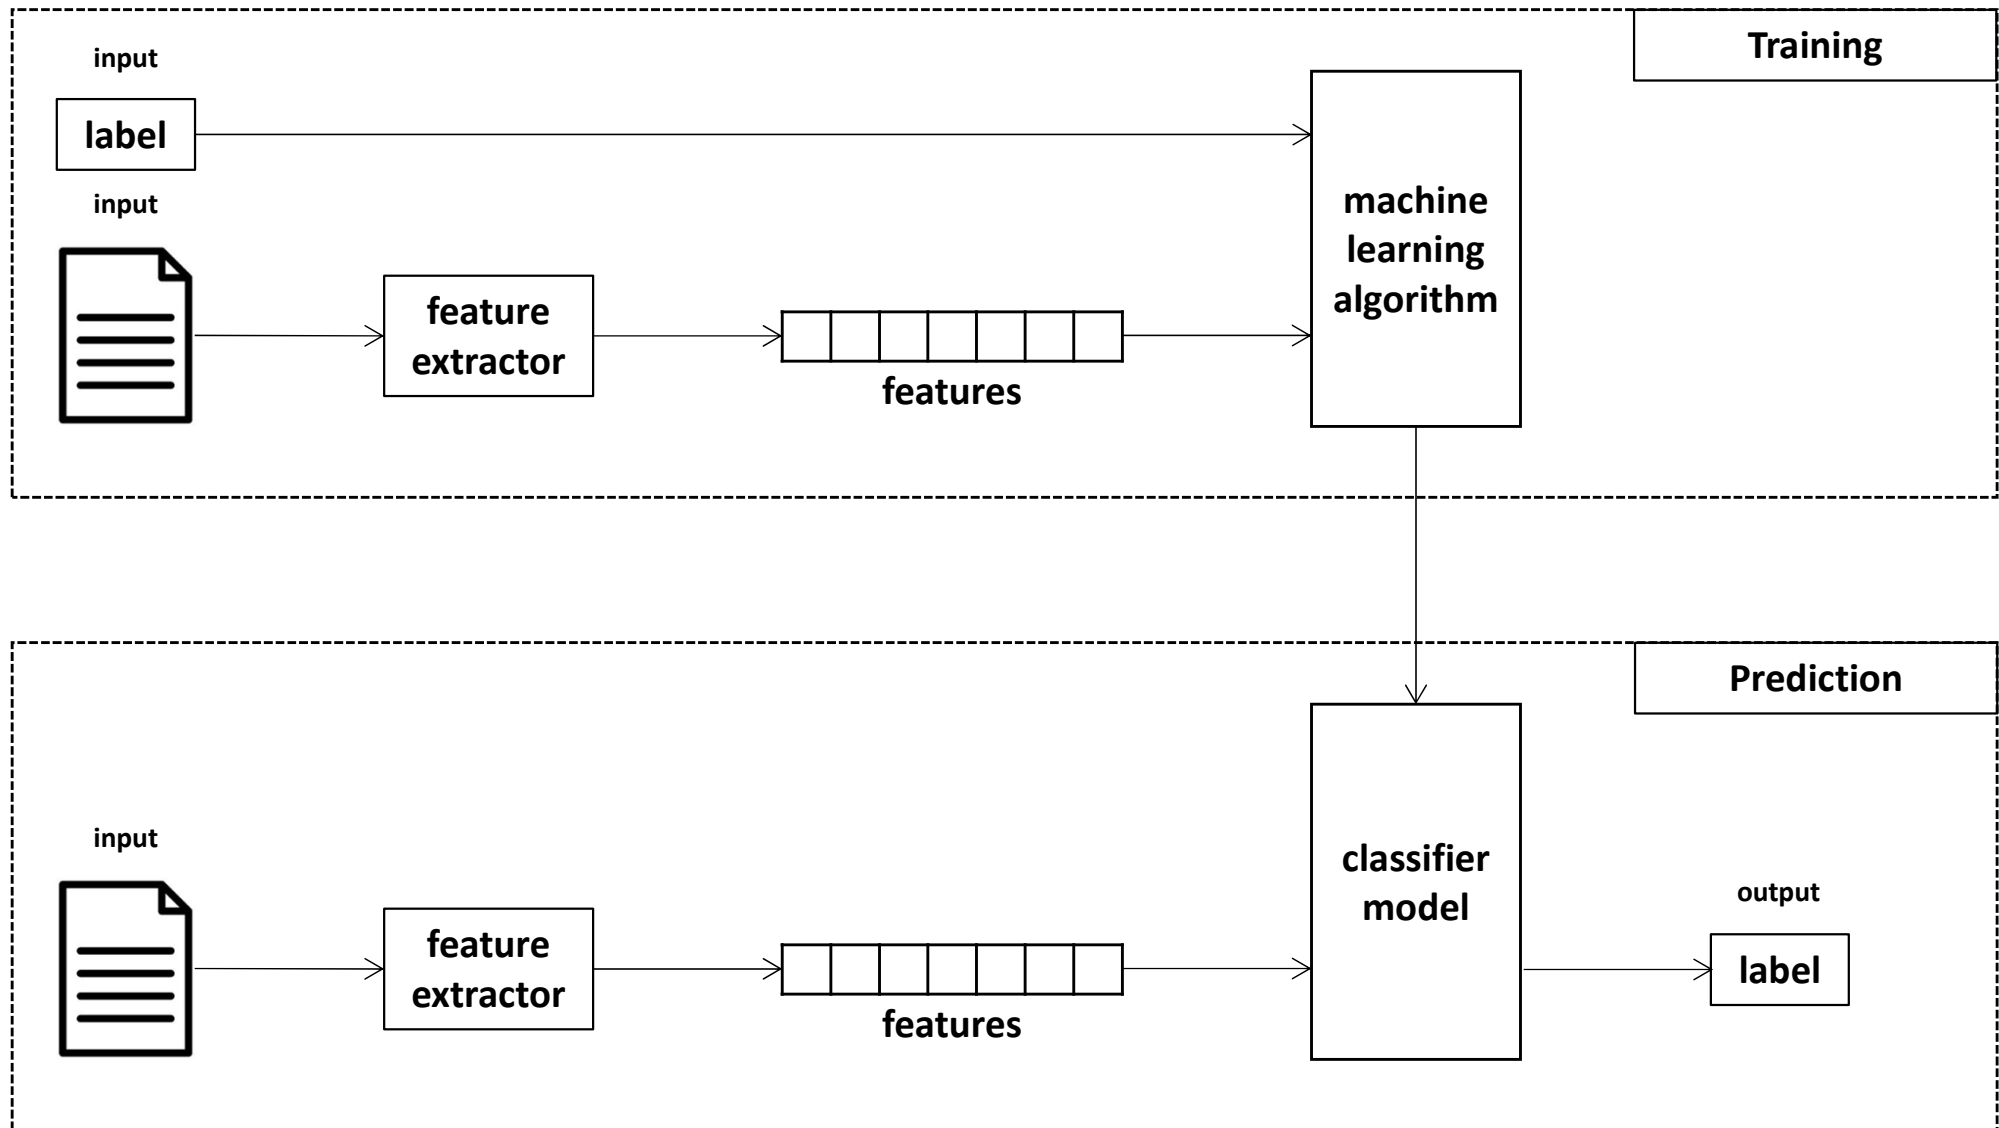 Training
input
label
input
machine
learning
algorithm
feature
extractor
features
Prediction
input
classifier
model
output
label
feature
extractor
features